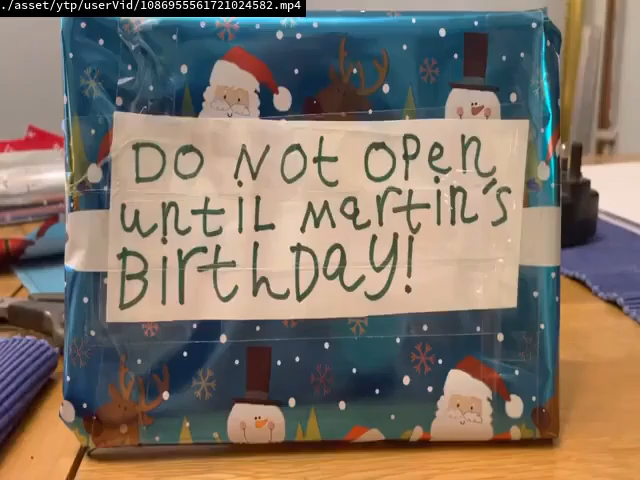 ./asset/ytp/userVid/1086955561721024582.mp4
DO NOt OPen
untiL Martin's
BirthDay!